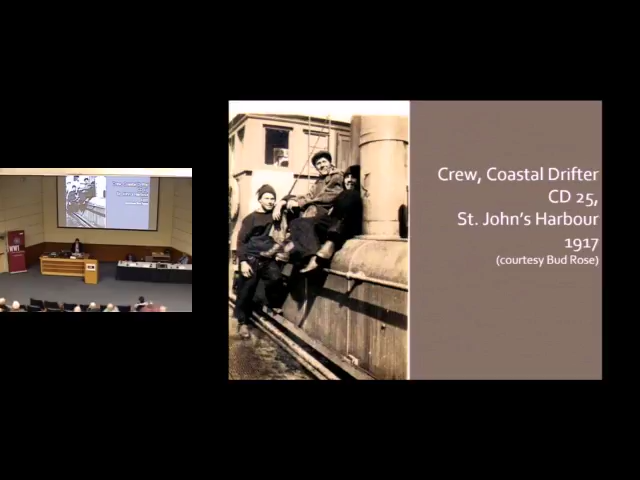 Crew, Coastal Drifter
CD 25,
St. John's Harbour
1917
(courtesy Bud Rose)